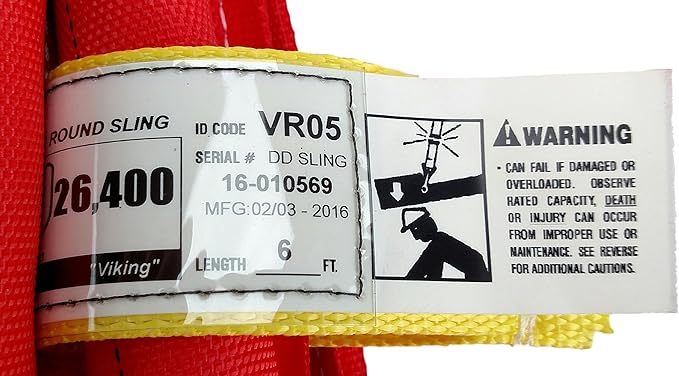 ROUND SLING
26,400
"Viking"
ID CODE VR05
SERIAL # DD SLING
16-010569
MFG:02/03 - 2016
LENGTH 6 FT.
WARNING
• CAN FAIL IF DAMAGED OR
OVERLOADED. OBSERVE
RATED CAPACITY, DEATH
OR INJURY CAN OCCUR
FROM IMPROPER USE OR
MAINTENANCE. SEE REVERSE
FOR ADDITIONAL CAUTIONS.